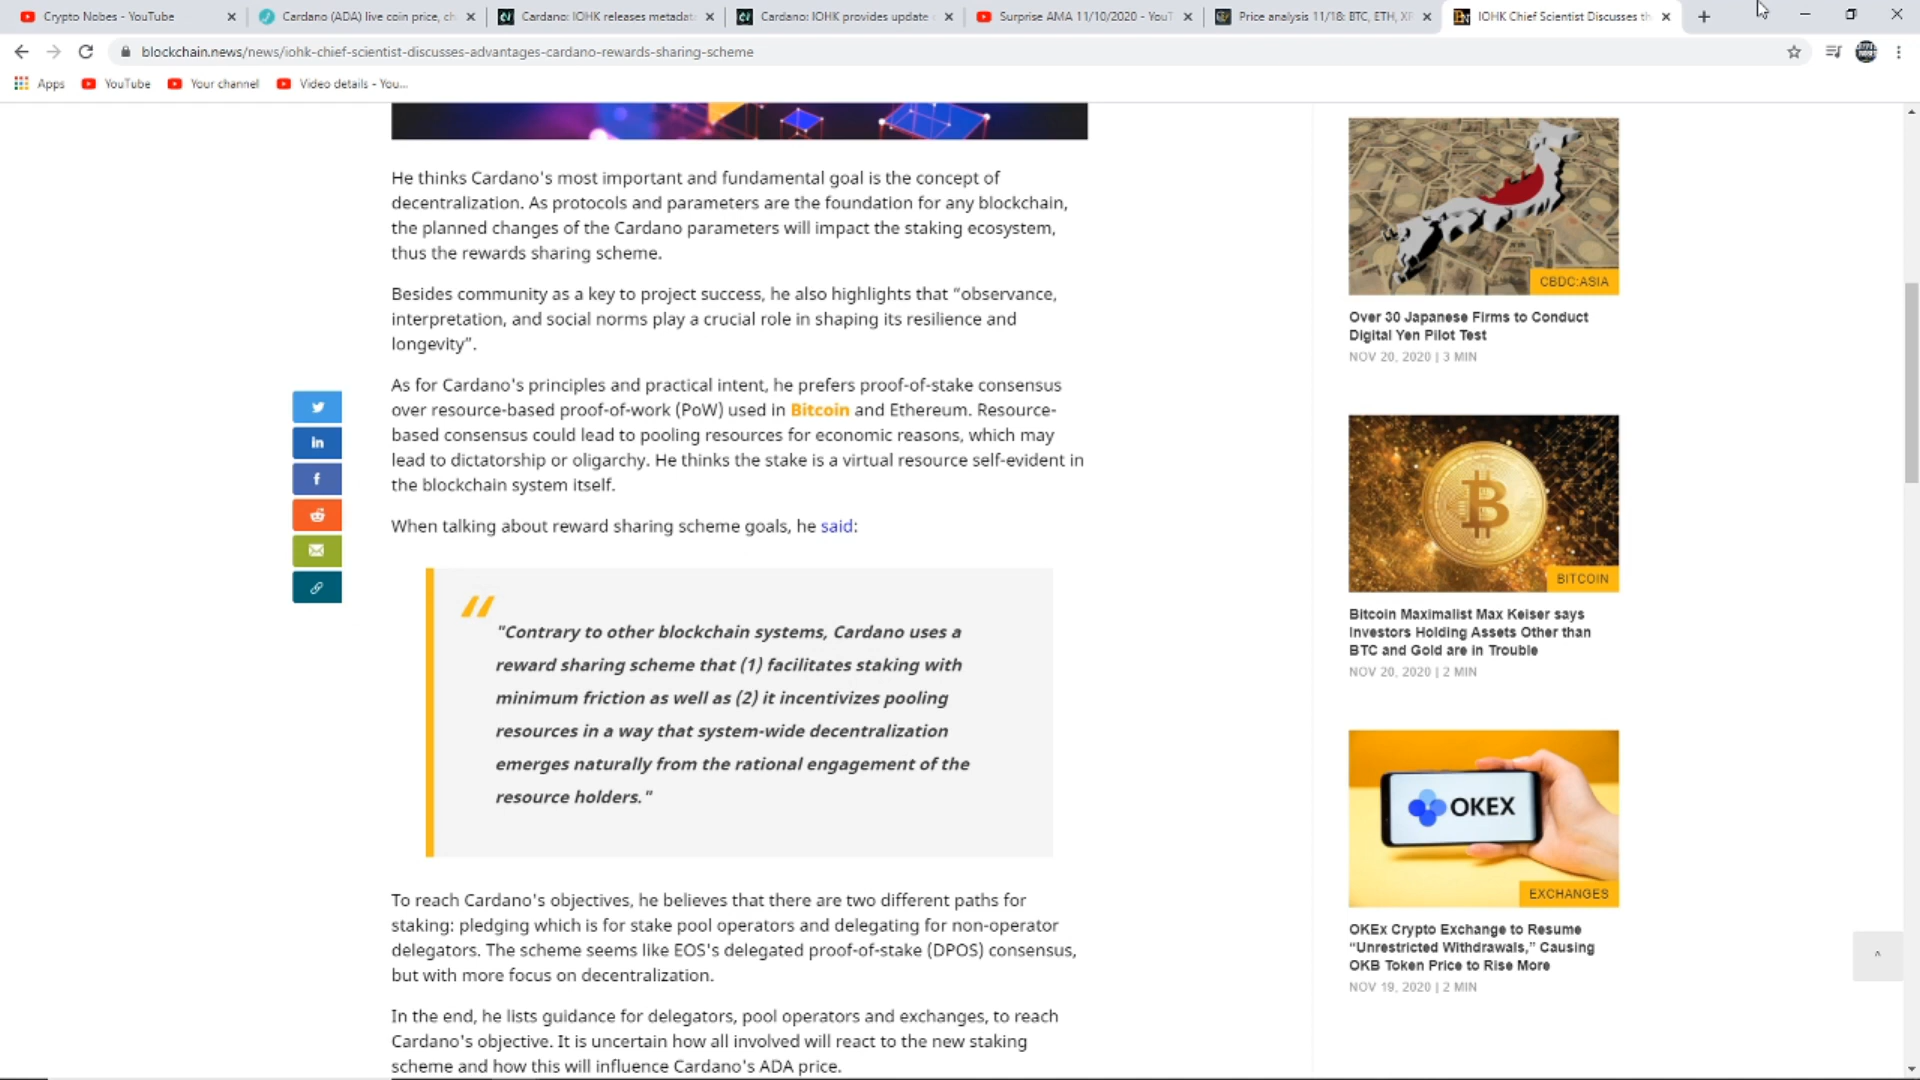 Crypto Nobes - YouTube
Cardano (ADA) live coin price, ch
Cardano: IOHK releases metadat
Cardano: IOHK provides update
Surprise AMA 11/10/2020 - YouT
Price analysis 11/18: BTC, ETH, XR
IOHK Chief Scientist Discusses th
blockchain.news/news/iohk-chief-scientist-discusses-advantages-cardano-rewards-sharing-scheme
Apps
YouTube
Your channel
Video details - You...
He thinks Cardano's most important and fundamental goal is the concept of
decentralization. As protocols and parameters are the foundation for any blockchain,
the planned changes of the Cardano parameters will impact the staking ecosystem,
thus the rewards sharing scheme.
Besides community as a key to project success, he also highlights that “observance,
interpretation, and social norms play a crucial role in shaping its resilience and
longevity”.
As for Cardano's principles and practical intent, he prefers proof-of-stake consensus
over resource-based proof-of-work (PoW) used in Bitcoin and Ethereum. Resource-
based consensus could lead to pooling resources for economic reasons, which may
lead to dictatorship or oligarchy. He thinks the stake is a virtual resource self-evident in
the blockchain system itself.
When talking about reward sharing scheme goals, he said:
"Contrary to other blockchain systems, Cardano uses a
reward sharing scheme that (1) facilitates staking with
minimum friction as well as (2) it incentivizes pooling
resources in a way that system-wide decentralization
emerges naturally from the rational engagement of the
resource holders."
To reach Cardano's objectives, he believes that there are two different paths for
staking: pledging which is for stake pool operators and delegating for non-operator
delegators. The scheme seems like EOS's delegated proof-of-stake (DPOS) consensus,
but with more focus on decentralization.
In the end, he lists guidance for delegators, pool operators and exchanges, to reach
Cardano's objective. It is uncertain how all involved will react to the new staking
scheme and how this will influence Cardano's ADA price.
CBDC:ASIA
Over 30 Japanese Firms to Conduct
Digital Yen Pilot Test
NOV 20, 2020 | 3 MIN
BITCOIN
Bitcoin Maximalist Max Keiser says
Investors Holding Assets Other than
BTC and Gold are in Trouble
NOV 20, 2020 | 2 MIN
OKEX
EXCHANGES
OKEx Crypto Exchange to Resume
“Unrestricted Withdrawals,” Causing
OKB Token Price to Rise More
NOV 19, 2020 | 2 MIN